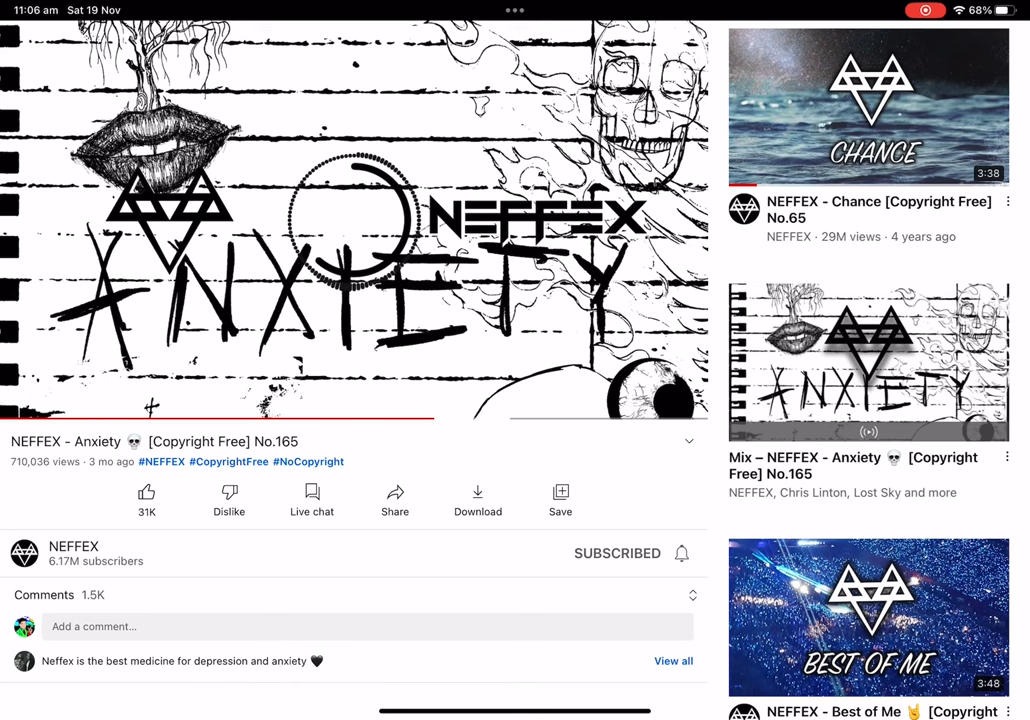 11:06 am Sat 19 Nov
68%
NEFFEX
ANXIETY
NEFFEX - Anxiety 💀 [Copyright Free] No.165
710,036 views · 3 mo ago #NEFFEX #CopyrightFree #NoCopyright
31K
Dislike
Live chat
Share
Download
Save
NEFFEX
6.17M subscribers
SUBSCRIBED
Comments 1.5K
Add a comment...
Neffex is the best medicine for depression and anxiety 🖤
View all
CHANCE
3:38
NEFFEX - Chance [Copyright Free]
No.65
NEFFEX · 29M views · 4 years ago
ANXIETY
Mix – NEFFEX - Anxiety 💀 [Copyright
Free] No.165
NEFFEX, Chris Linton, Lost Sky and more
BEST OF ME
3:48
NEFFEX - Best of Me 🤘 [Copyright